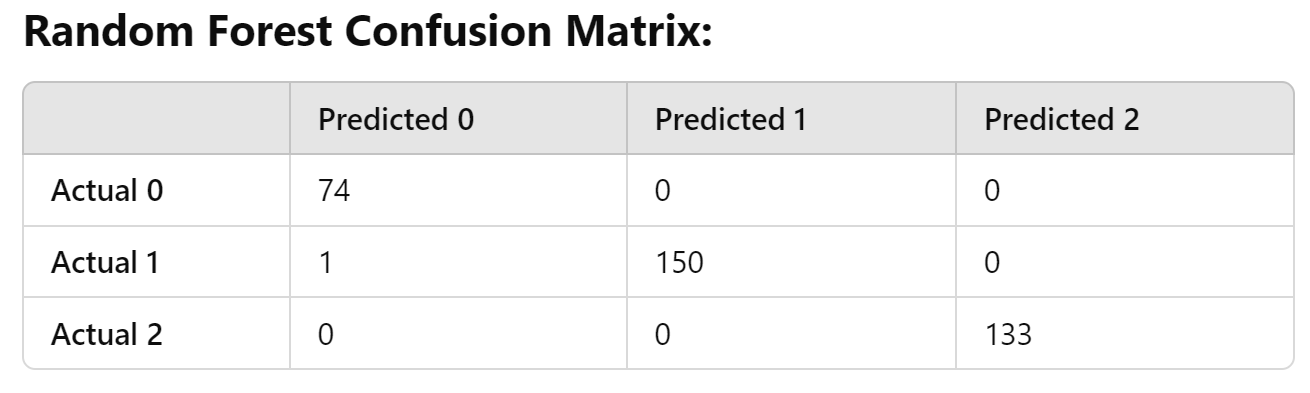 Random Forest Confusion Matrix:
Predicted 0 Predicted 1 Predicted 2
Actual 0 74 0 0
Actual 1 1 150 0
Actual 2 0 0 133